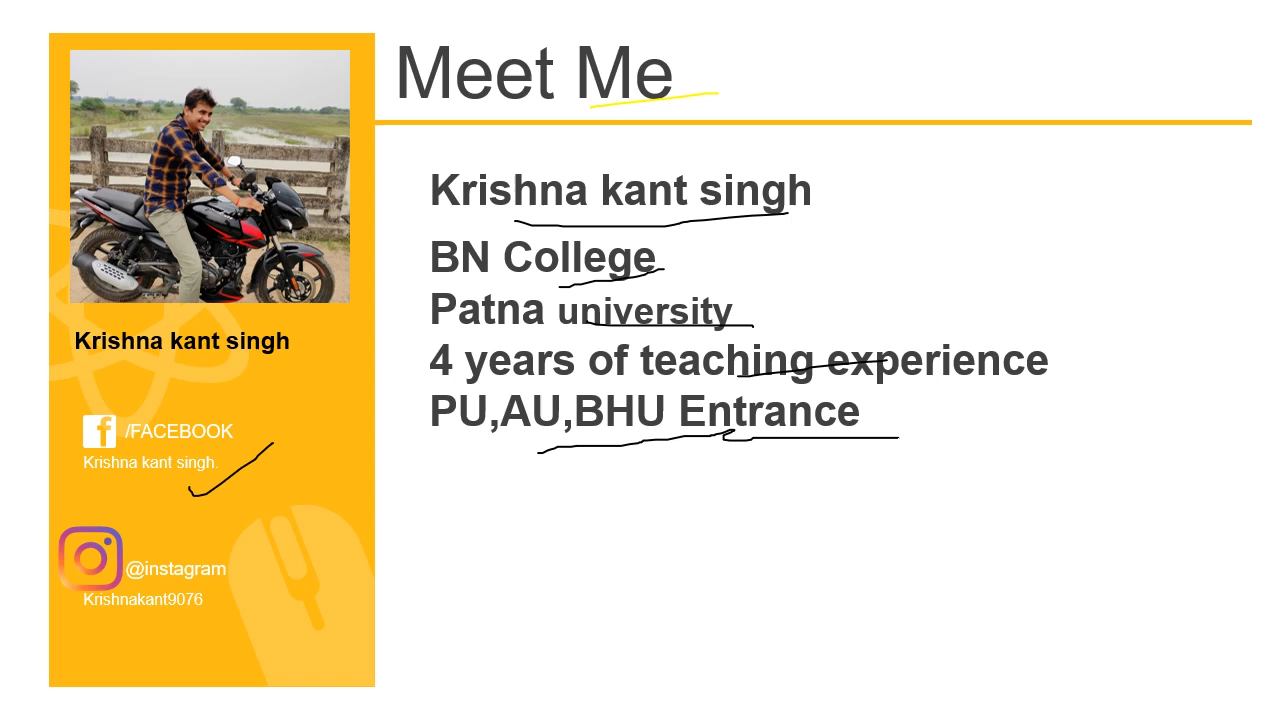 Meet Me
Krishna kant singh
BN College
Patna university
4 years of teaching experience
PU,AU,BHU Entrance
Krishna kant singh
/FACEBOOK
Krishna kant singh.
@instagram
Krishnakant9076